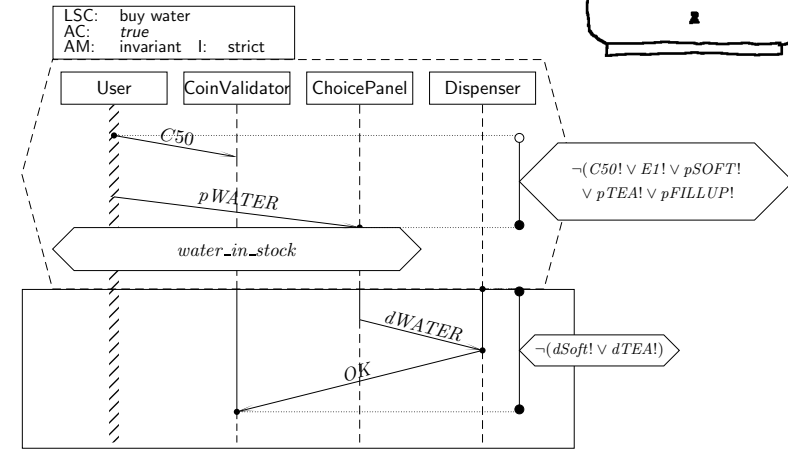 LSC: buy water
AC: true
AM: invariant I: strict
User CoinValidator ChoicePanel Dispenser
C50
¬(C50! ∨ E1! ∨ pSOFT!
∨ pTEA! ∨ pFILLUP!
pWATER
water_in_stock
dWATER
¬(dSoft! ∨ dTEA!)
OK